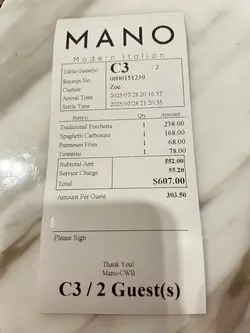 MANO
Modern Italian
Table/Guest(s) C3 / 2
Receipt No. 0000151239
Cashier Zoe
Arrival Time 2025/07/28 20:16:37
Settle Time 2025/07/28 21:20:35
Item(s) Qty Amount
Traditional Porchetta 1 238.00
Spaghetti Carbonara 1 168.00
Parmesan Fries 1 68.00
Tiramisu 1 78.00
Subtotal Amt 552.00
Service Charge 55.20
Total $607.00
Amount Per Guest 303.50
Please Sign
Thank You!
Mano-CWB
C3 / 2 Guest(s)